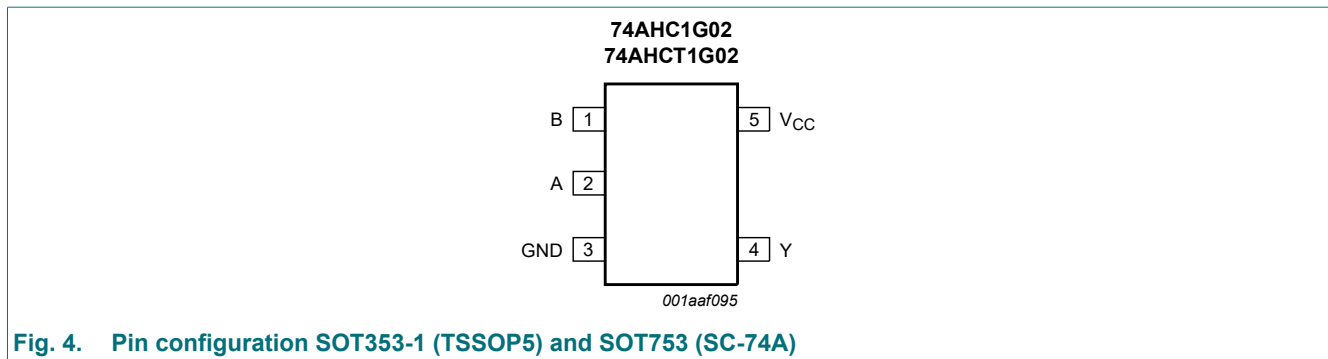 74AHC1G02
74AHCT1G02
B 1 5 VCC
A 2
GND 3 4 Y
001aaf095
Fig. 4. Pin configuration SOT353-1 (TSSOP5) and SOT753 (SC-74A)